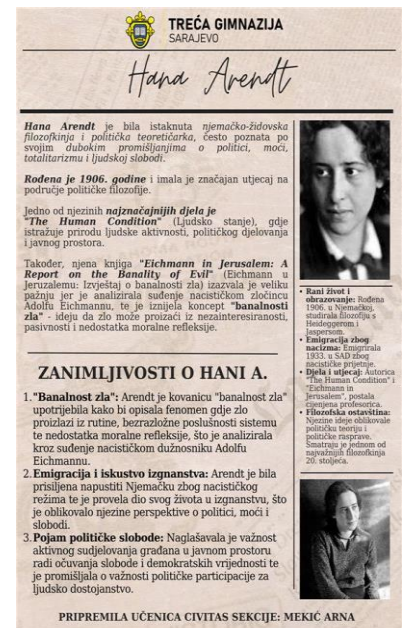 TREĆA GIMNAZIJA
SARAJEVO
Hana Arendt
Hana Arendt je bila istaknuta njemačko-židovska
filozofkinja i politička teoretičarka, često poznata po
svojim dubokim promišljanjima o politici, moći,
totalitarizmu i ljudskoj slobodi.
Rođena je 1906. godine i imala je značajan utjecaj na
područje političke filozofije.
Jedno od njezinih najznačajnijih djela je
"The Human Condition" (Ljudsko stanje), gdje
istražuje prirodu ljudske aktivnosti, političkog djelovanja
i javnog prostora.
Također, njena knjiga "Eichmann in Jerusalem: A
Report on the Banality of Evil" (Eichmann u
Jeruzalemu: Izvještaj o banalnosti zla) izazvala je veliku
pažnju jer je analizirala suđenje nacističkom zločincu
Adolfu Eichmannu, te je iznijela koncept "banalnosti
zla" - ideju da zlo može proizaći iz nezainteresiranosti,
pasivnosti i nedostatka moralne refleksije.
ZANIMLJIVOSTI O HANI A.
1. "Banalnost zla": Arendt je kovanicu "banalnost zla"
upotrijebila kako bi opisala fenomen gdje zlo
proizlazi iz rutine, bezrazložne poslušnosti sistemu
te nedostatka moralne refleksije, što je analizirala
kroz suđenje nacističkom dužnosniku Adolfu
Eichmannu.
2. Emigracija i iskustvo izgnanstva: Arendt je bila
prisiljena napustiti Njemačku zbog nacističkog
režima te je provela dio svog života u izgnanstvu, što
je oblikovalo njezine perspektive o politici, moći i
slobodi.
3. Pojam političke slobode: Naglašavala je važnost
aktivnog sudjelovanja građana u javnom prostoru
radi očuvanja slobode i demokratskih vrijednosti te
je promišljala o važnosti političke participacije za
ljudsko dostojanstvo.
• Rani život i
obrazovanje: Rođena
1906. u Njemačkoj,
studirala filozofiju s
Heideggerom i
Jaspersom.
• Emigracija zbog
nacizma: Emigrirala
1933. u SAD zbog
nacističke prijetnje.
• Djela i utjecaj: Autorica
"The Human Condition" i
"Eichmann in
Jerusalem", postala
cijenjena profesorica.
• Filozofska ostavština:
Njezine ideje oblikovale
političku teoriju i
političke rasprave.
Smatraju je jednom od
najvažnijih filozofkinja
20. stoljeća.
PRIPREMILA UČENICA CIVITAS SEKCIJE: MEKIĆ ARNA